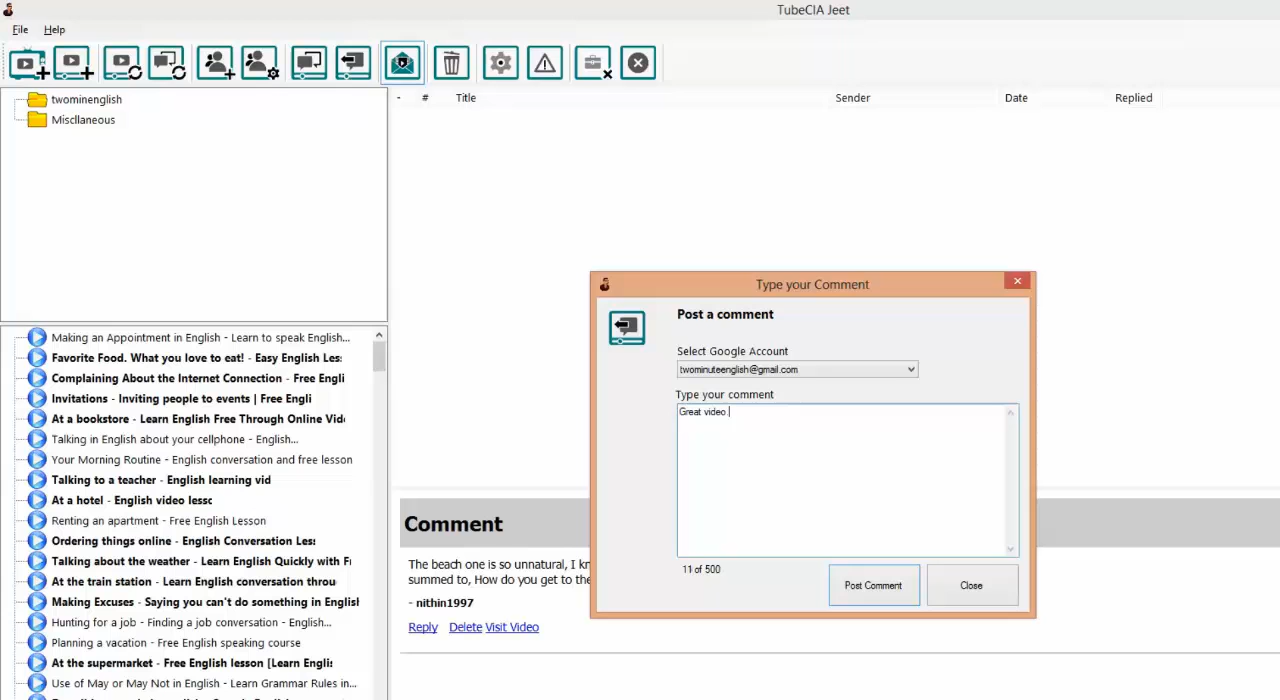 TubeCIA Jeet
File Help
twominenglish
Miscllaneous
- # Title Sender Date Replied
Making an Appointment in English - Learn to speak English...
Favorite Food. What you love to eat! - Easy English Les
Complaining About the Internet Connection - Free Engli
Invitations - Inviting people to events | Free Engli
At a bookstore - Learn English Free Through Online Vid
Talking in English about your cellphone - English...
Your Morning Routine - English conversation and free lesson
Talking to a teacher - English learning vid
At a hotel - English video lessc
Renting an apartment - Free English Lesson
Ordering things online - English Conversation Les
Talking about the weather - Learn English Quickly with F
At the train station - Learn English conversation throu
Making Excuses - Saying you can't do something in English
Hunting for a job - Finding a job conversation - English...
Planning a vacation - Free English speaking course
At the supermarket - Free English lesson [Learn Engli
Use of May or May Not in English - Learn Grammar Rules in...
Type your Comment
Post a comment
Select Google Account
twominuteenglish@gmail.com
Type your comment
Great video.
11 of 500
Post Comment Close
Comment
The beach one is so unnatural, I kn
summed to, How do you get to the
- nithin1997
Reply Delete Visit Video